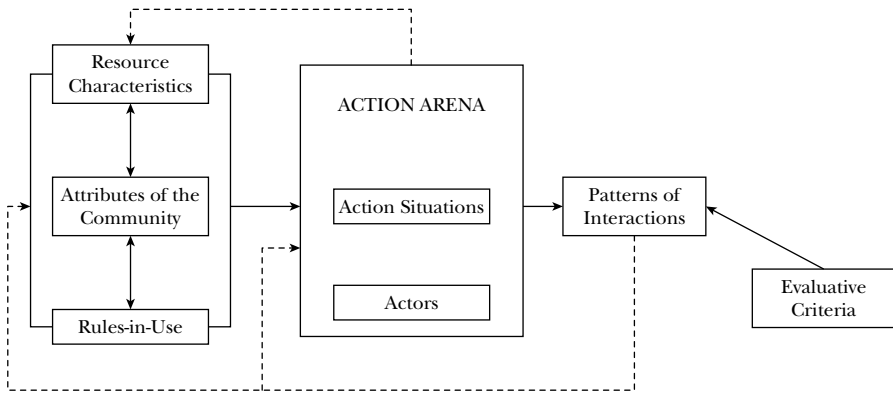 Resource
Characteristics
Attributes of the
Community
Rules-in-Use
ACTION ARENA
Action Situations
Actors
Patterns of
Interactions
Evaluative
Criteria